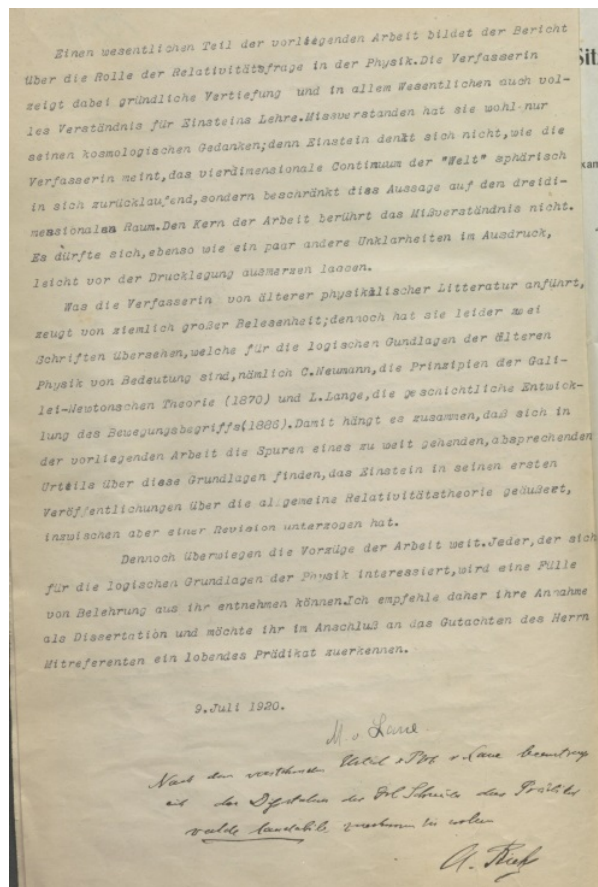 Einen wesentlichen Teil der vorliegenden Arbeit bildet der Bericht
über die Rolle der Relativitätsfrage in der Physik.Die Verfasserin
zeigt dabei gründliche Vertiefung und in allem Wesentlichen auch vol-
les Verständnis für Einsteins Lehre.Missverstanden hat sie wohl nur
seinen kosmologischen Gedanken;denn Einstein denkt sich nicht,wie die
Verfasserin meint,das vierdimensionale Continuum der "Welt" sphärisch
in sich zurücklaufend,sondern beschränkt dies Aussage auf den dreidi-
mensionalen Raum.Den Kern der Arbeit berührt das Mißverständnis nicht.
Es dürfte sich,ebenso wie ein paar andere Unklarheiten im Ausdruck,
leicht vor der Drucklegung ausmerzen lassen.
Was die Verfasserin von älterer physikalischer Litteratur anführt,
zeugt von ziemlich großer Belesenheit;dennoch hat sie leider zwei
Schriften übersehen,welche für die logischen Gundlagen der älteren
Physik von Bedeutung sind,nämlich C.Neumann,die Prinzipien der Gali-
lei-Newtonschen Theorie (1870) und L.Lange,die geschichtliche Entwick-
lung des Bewegungsbegriffs(1886).Damit hängt es zusammen,daß sich in
der vorliegenden Arbeit die Spuren eines zu weit gehenden,absprechenden
Urteils über diese Grundlagen finden,das Einstein in seinen ersten
Veröffentlichungen über die allgemeine Relativitätstheorie geäußert,
inzwischen aber einer Revision unterzogen hat.
Dennoch überwiegen die Vorzüge der Arbeit weit.Jeder,der sich
für die logischen Grundlagen der Physik interessiert,wird eine Fülle
von Belehrung aus ihr entnehmen können.Ich empfehle daher ihre Annahme
als Dissertation und möchte ihr im Anschluß an das Gutachten des Herrn
Mitreferenten ein lobendes Prädikat zuerkennen.
9.Juli 1920.
M. v Laue.
Nach dem vorstehenden Urteil v Laue
der das Prädikat
valde laudabile
A. Riehl
Sit